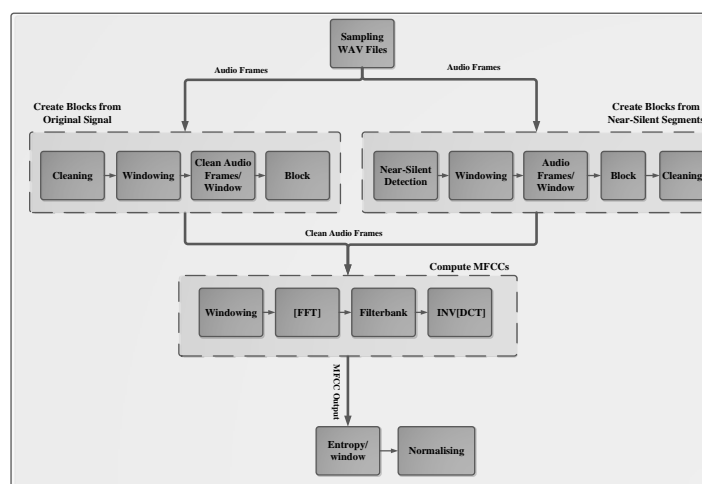 Sampling
WAV Files
Audio Frames
Audio Frames
Create Blocks from
Original Signal
Create Blocks from
Near-Silent Segments
Cleaning
Windowing
Clean Audio
Frames/
Window
Block
Near-Silent
Detection
Windowing
Audio
Frames/
Window
Block
Cleaning
Clean Audio Frames
Compute MFCCs
Windowing
[FFT]
Filterbank
INV[DCT]
MFCC Output
Entropy/
window
Normalising